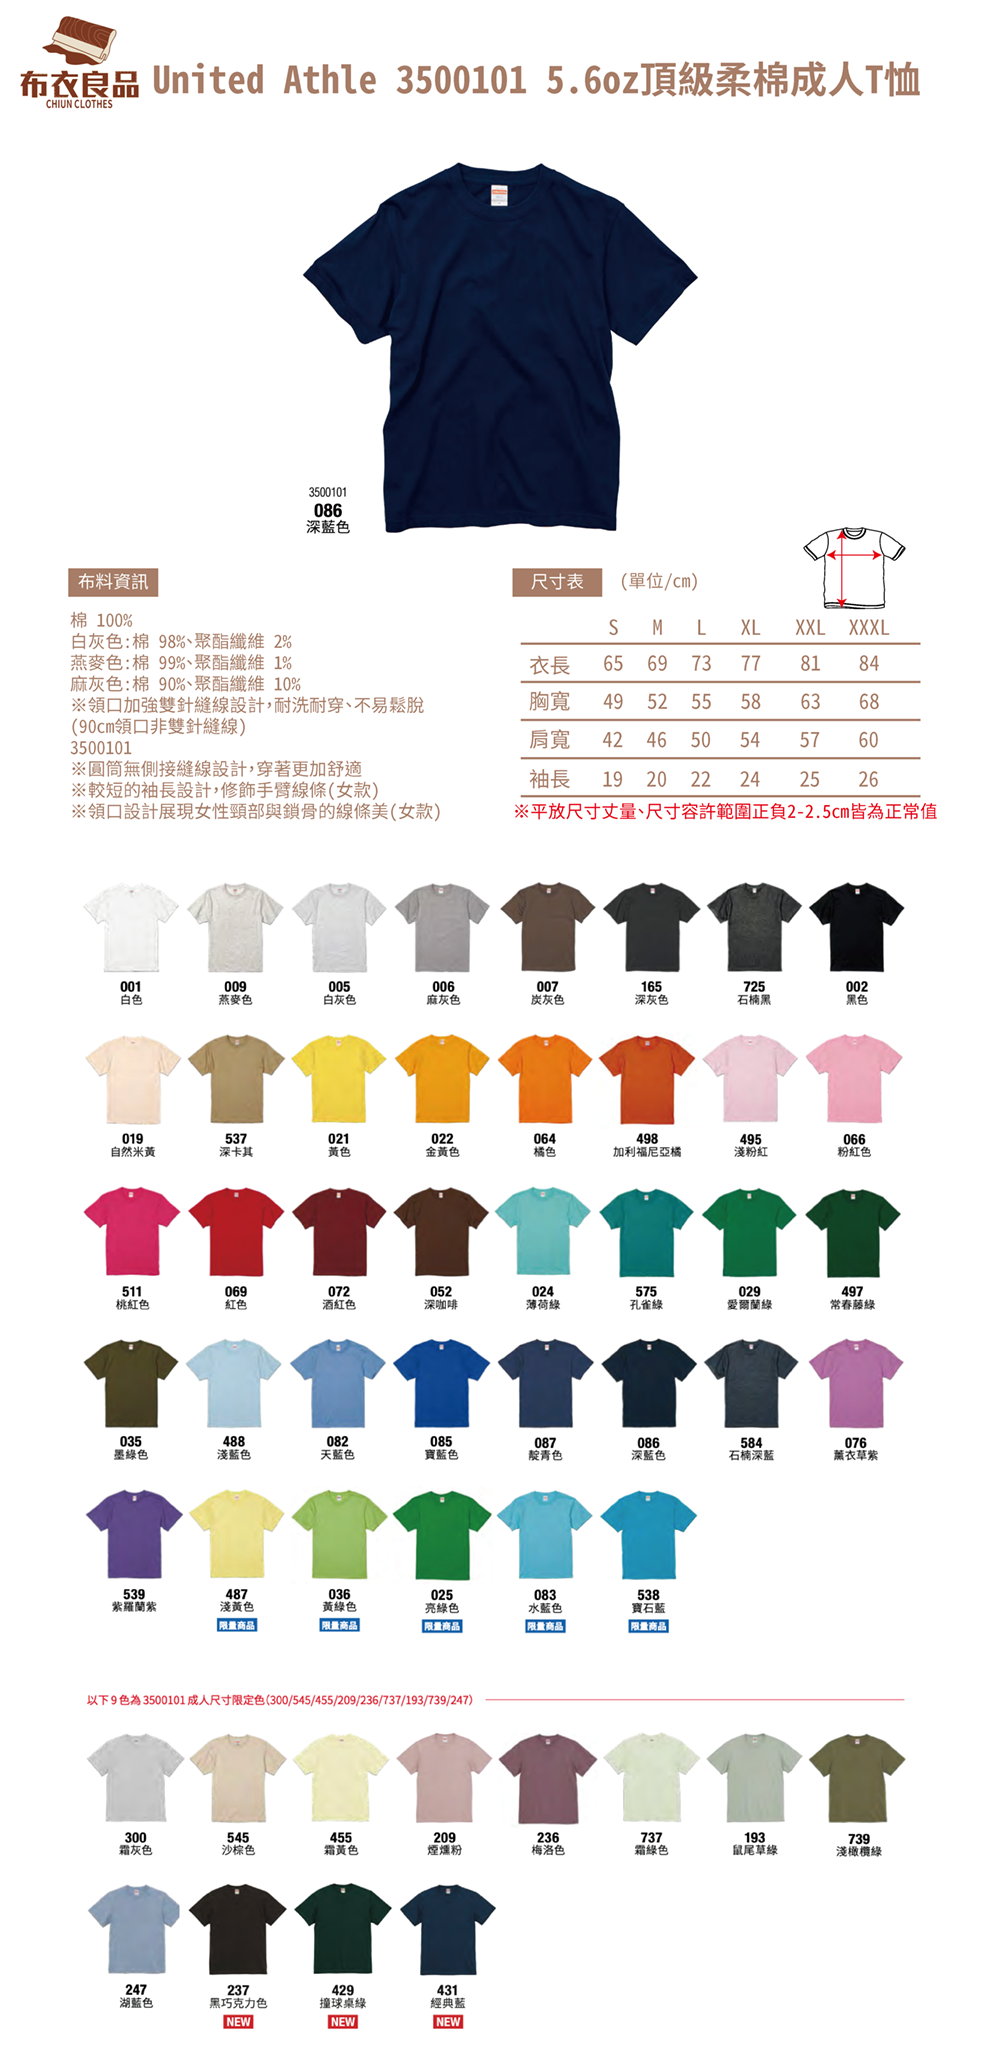 布衣良品
CHIUN CLOTHES
United Athle 3500101 5.6oz頂級柔棉成人T恤
3500101
086
深藍色
布料資訊
棉 100%
白灰色:棉 98%、聚酯纖維 2%
燕麥色:棉 99%、聚酯纖維 1%
麻灰色:棉 90%、聚酯纖維 10%
※領口加強雙針縫線設計,耐洗耐穿、不易鬆脫
(90cm領口非雙針縫線)
3500101
※圓筒無側接縫線設計,穿著更加舒適
※較短的袖長設計,修飾手臂線條(女款)
※領口設計展現女性頸部與鎖骨的線條美(女款)
尺寸表 (單位/cm)
S M L XL XXL XXXL
衣長 65 69 73 77 81 84
胸寬 49 52 55 58 63 68
肩寬 42 46 50 54 57 60
袖長 19 20 22 24 25 26
※平放尺寸丈量、尺寸容許範圍正負2-2.5cm皆為正常值
001 009 005 006 007 165 725 002
白色 燕麥色 白灰色 麻灰色 炭灰色 深灰色 石楠黑 黑色
019 537 021 022 064 498 495 066
自然米黃 深卡其 黃色 金黃色 橘色 加利福尼亞橘 淺粉紅 粉紅色
511 069 072 052 024 575 029 497
桃紅色 紅色 酒紅色 深咖啡 薄荷綠 孔雀綠 愛爾蘭綠 常春藤綠
035 488 082 085 087 086 584 076
墨綠色 淺藍色 天藍色 寶藍色 靛青色 深藍色 石楠深藍 薰衣草紫
539 487 036 025 083 538
紫羅蘭紫 淺黃色 黃綠色 亮綠色 水藍色 寶石藍
限量商品 限量商品 限量商品 限量商品 限量商品
以下9色為3500101成人尺寸限定色(300/545/455/209/236/737/193/739/247)
300 545 455 209 236 737 193 739
霜灰色 沙棕色 霜黃色 煙燻粉 梅洛色 霜綠色 鼠尾草綠 淺橄欖綠
247 237 429 431
湖藍色 黑巧克力色 撞球桌綠 經典藍
NEW NEW NEW